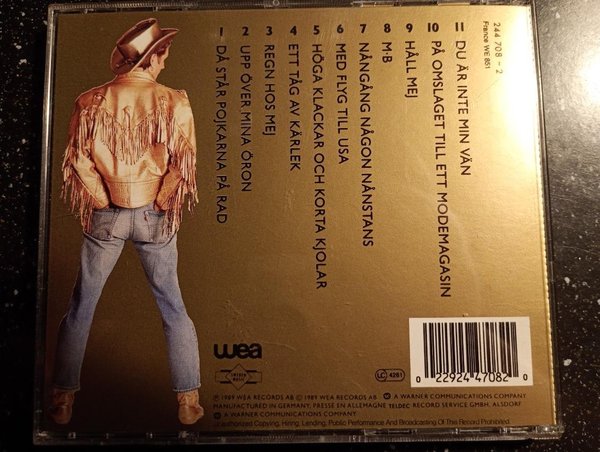 244 708 - 2
France WE 851
1 DÅ STÅR POJKARNA PÅ RAD
2 UPP ÖVER MINA ÖRON
3 REGN HOS MEJ
4 ETT TÅG AV KÄRLEK
5 HÖGA KLACKAR OCH KORTA KJOLAR
6 MED FLYG TILL USA
7 NÅNGÅNG NÅGON NÅNSTANS
8 M-B
9 HÅLL MEJ
10 PÅ OMSLAGET TILL ETT MODEMAGASIN
11 DU ÄR INTE MIN VÄN
wea
SWEDEN MUSIC
LC 4281
0 22924 47082 0
℗ 1989 WEA RECORDS AB © 1989 WEA RECORDS AB A WARNER COMMUNICATIONS COMPANY
MANUFACTURED IN GERMANY, PRESSE EN ALLEMAGNE TELDEC RECORD SERVICE GMBH, ALSDORF
A WARNER COMMUNICATIONS COMPANY
Copying, Hiring, Lending, Public Performance And Broadcasting Of This Record Prohibited